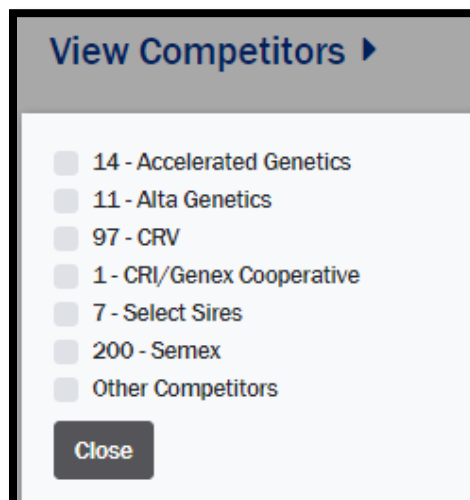 View Competitors
14 - Accelerated Genetics
11 - Alta Genetics
97 - CRV
1 - CRI/Genex Cooperative
7 - Select Sires
200 - Semex
Other Competitors
Close